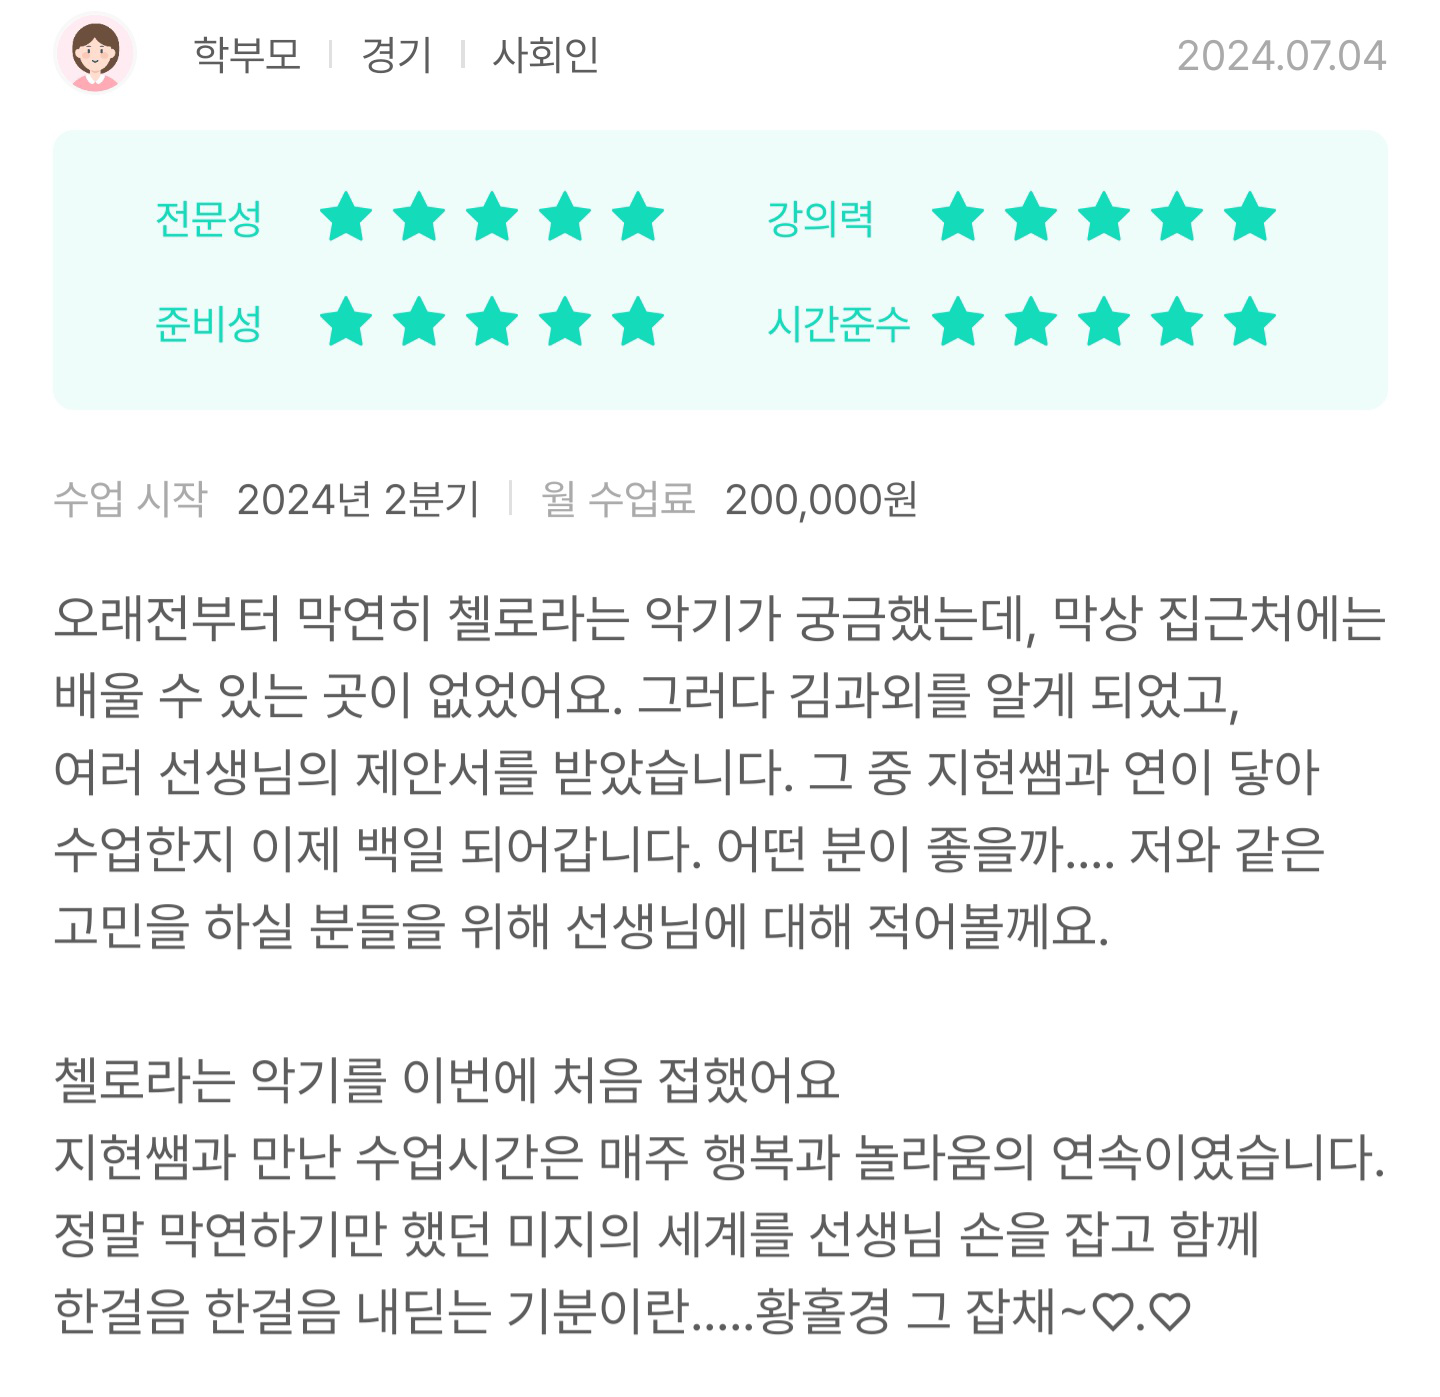 학부모 | 경기 | 사회인 2024.07.04
전문성 ★★★★★ 강의력 ★★★★★
준비성 ★★★★★ 시간준수 ★★★★★
수업 시작 2024년 2분기 | 월 수업료 200,000원
오래전부터 막연히 첼로라는 악기가 궁금했는데, 막상 집근처에는
배울 수 있는 곳이 없었어요. 그러다 김과외를 알게 되었고,
여러 선생님의 제안서를 받았습니다. 그 중 지현쌤과 연이 닿아
수업한지 이제 백일 되어갑니다. 어떤 분이 좋을까.... 저와 같은
고민을 하실 분들을 위해 선생님에 대해 적어볼께요.
첼로라는 악기를 이번에 처음 접했어요
지현쌤과 만난 수업시간은 매주 행복과 놀라움의 연속이였습니다.
정말 막연하기만 했던 미지의 세계를 선생님 손을 잡고 함께
한걸음 한걸음 내딛는 기분이란.....황홀경 그 잡채~♡.♡